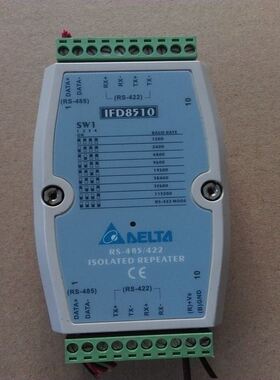 1 DATA+ DATA- RX+ RX- TX+ TX- 10
(RS-485) (RS-422)
IFD8510
SW1
1 2 3 4
BAUD RATE
1200
2400
4800
9600
19200
38400
57600
115200
RS-422 MODE
DELTA
RS-485/422
ISOLATED REPEATER
CE
(RS-485) (RS-422)
1 DATA+ DATA- TX+ TX- RX+ RX- (R)+Vs (B)GND 10